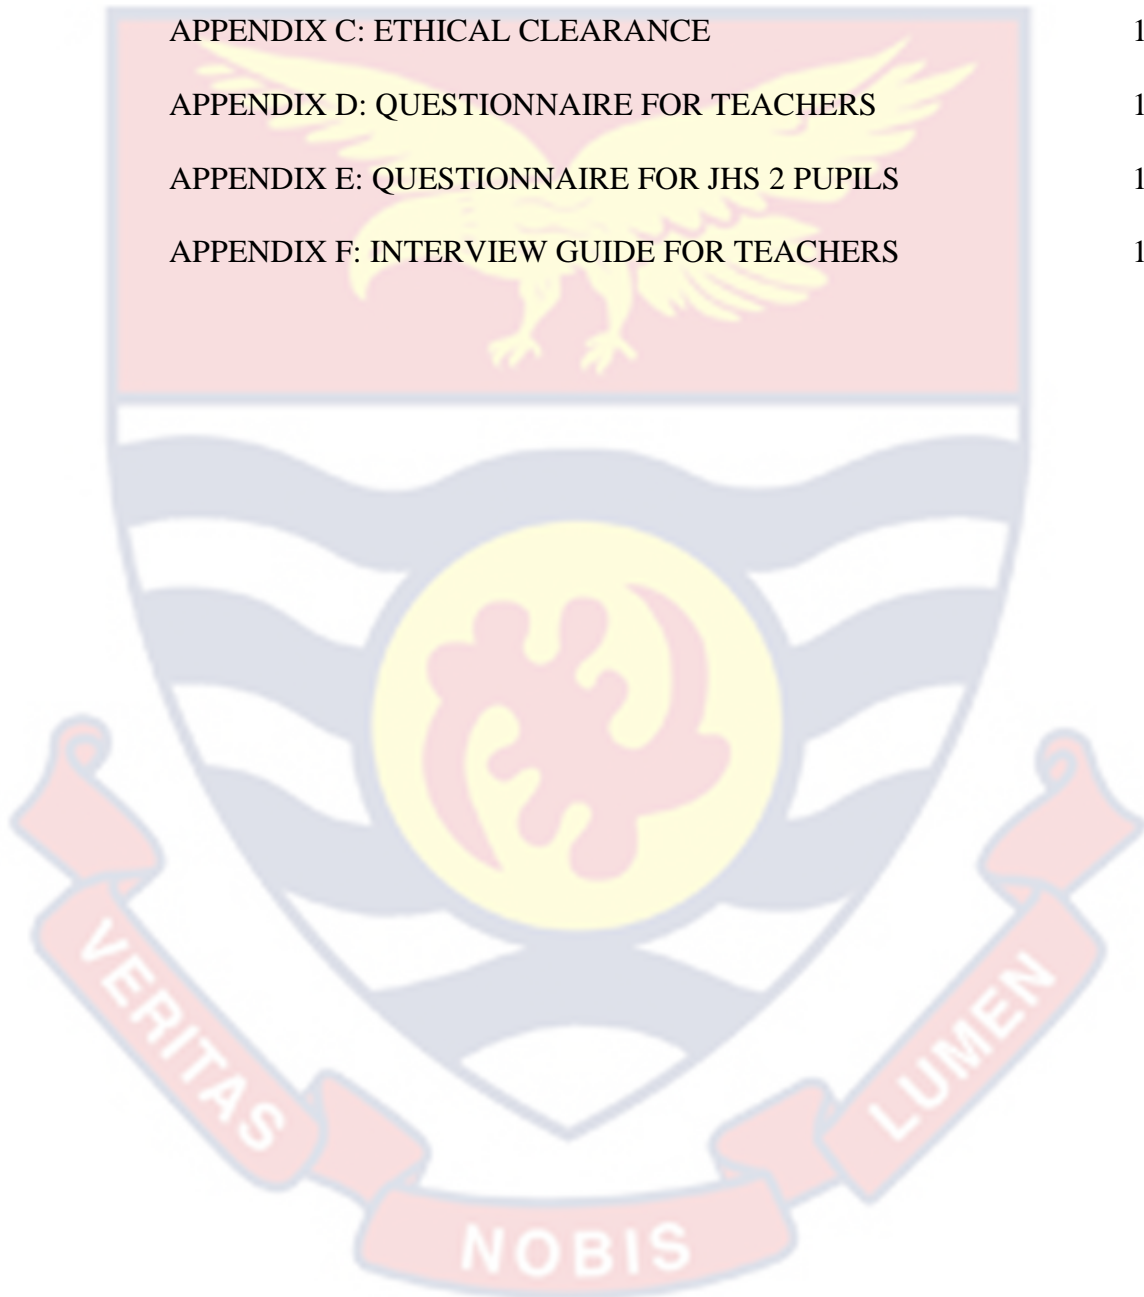 APPENDIX C: ETHICAL CLEARANCE 1
APPENDIX D: QUESTIONNAIRE FOR TEACHERS 1
APPENDIX E: QUESTIONNAIRE FOR JHS 2 PUPILS 1
APPENDIX F: INTERVIEW GUIDE FOR TEACHERS 1
VERITAS
NOBIS
LUMEN